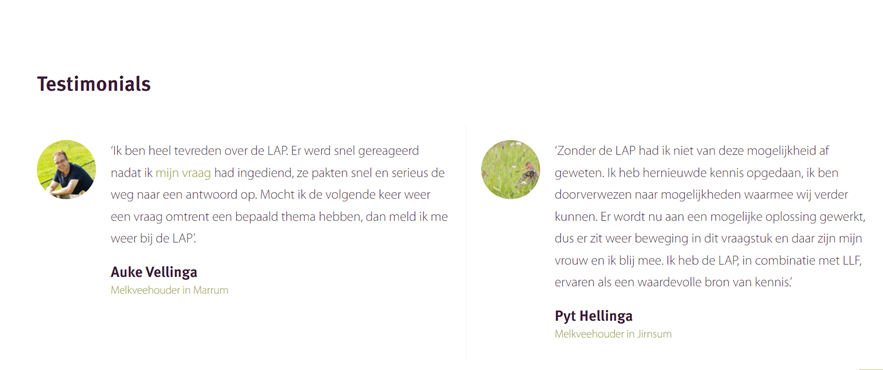 Testimonials
‘Ik ben heel tevreden over de LAP. Er werd snel gereageerd
nadat ik mijn vraag had ingediend, ze pakten snel en serieus de
weg naar een antwoord op. Mocht ik de volgende keer weer
een vraag omtrent een bepaald thema hebben, dan meld ik me
weer bij de LAP’.
Auke Vellinga
Melkveehouder in Marrum
‘Zonder de LAP had ik niet van deze mogelijkheid af
geweten. Ik heb hernieuwde kennis opgedaan, ik ben
doorverwezen naar mogelijkheden waarmee wij verder
kunnen. Er wordt nu aan een mogelijke oplossing gewerkt,
dus er zit weer beweging in dit vraagstuk en daar zijn mijn
vrouw en ik blij mee. Ik heb de LAP, in combinatie met LLF,
ervaren als een waardevolle bron van kennis.’
Pyt Hellinga
Melkveehouder in Jirnsum